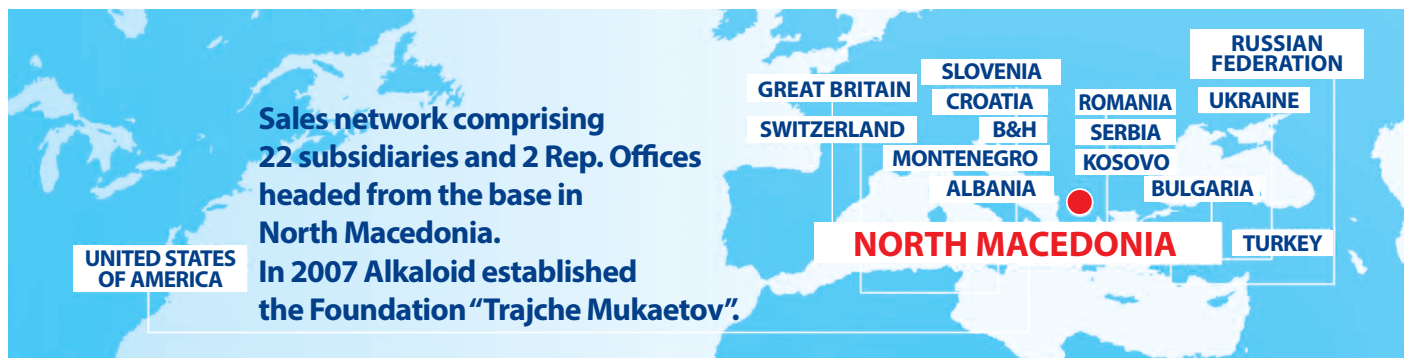 Sales network comprising
22 subsidiaries and 2 Rep. Offices
headed from the base in
North Macedonia.
In 2007 Alkaloid established
the Foundation “Trajche Mukaetov”.
UNITED STATES
OF AMERICA
GREAT BRITAIN
SWITZERLAND
SLOVENIA
CROATIA
B&H
MONTENEGRO
ALBANIA
ROMANIA
SERBIA
KOSOVO
BULGARIA
RUSSIAN
FEDERATION
UKRAINE
NORTH MACEDONIA
TURKEY